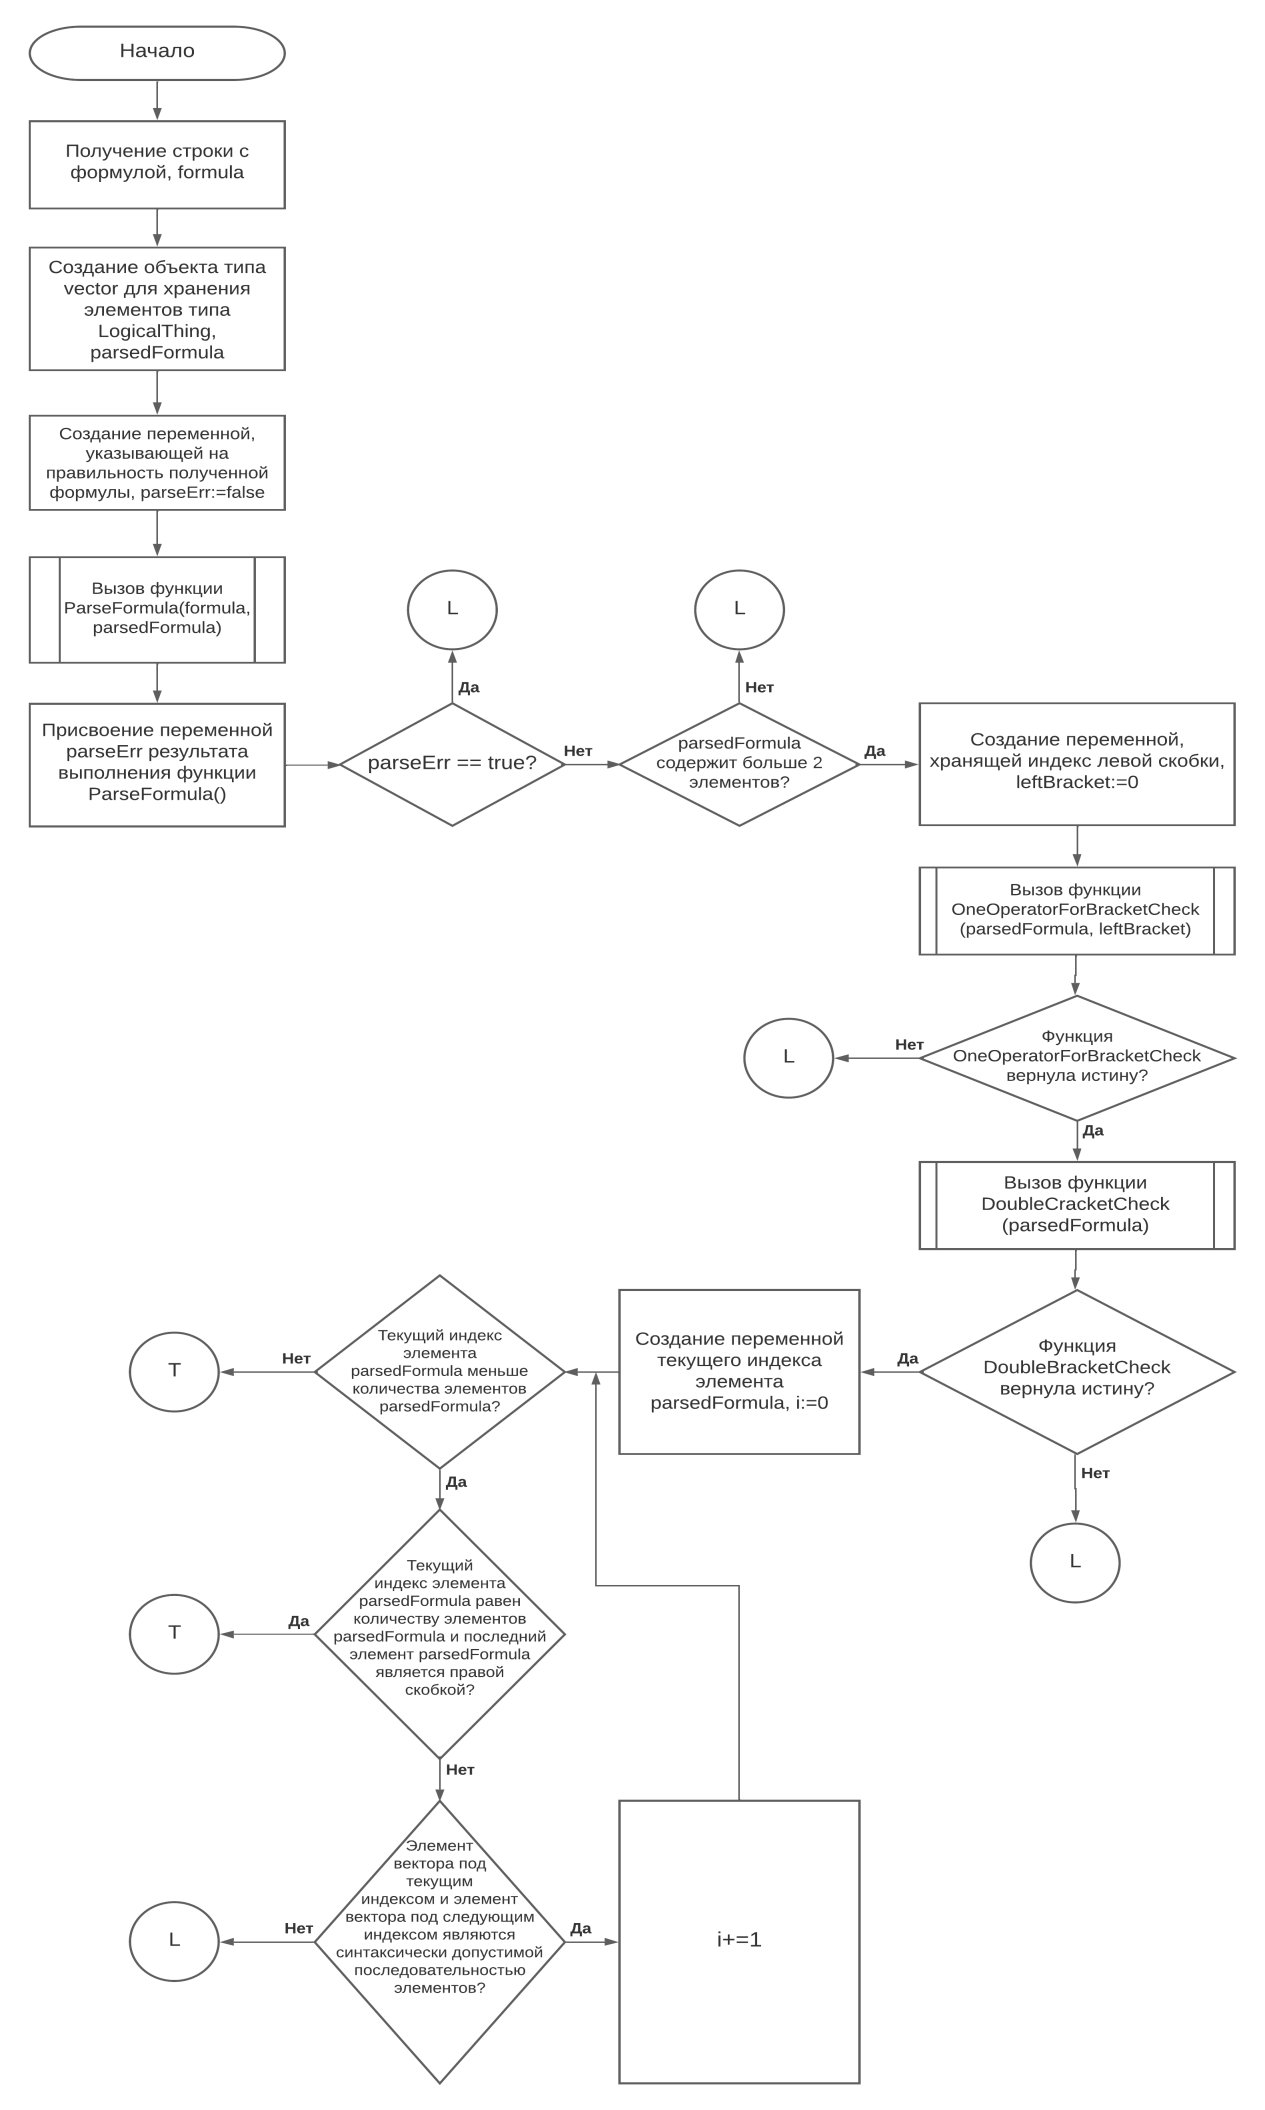 Начало
Получение строки с
формулой, formula
Создание объекта типа
vector для хранения
элементов типа
LogicalThing,
parsedFormula
Создание переменной,
указывающей на
правильность полученной
формулы, parseErr:=false
Вызов функции
ParseFormula(formula,
parsedFormula)
Присвоение переменной
parseErr результата
выполнения функции
ParseFormula()
parseErr == true?
Да
L
Нет
parsedFormula
содержит больше 2
элементов?
Нет
L
Да
Создание переменной,
хранящей индекс левой скобки,
leftBracket:=0
Вызов функции
OneOperatorForBracketCheck
(parsedFormula, leftBracket)
Функция
OneOperatorForBracketCheck
вернула истину?
Нет
L
Да
Вызов функции
DoubleCracketCheck
(parsedFormula)
Функция
DoubleBracketCheck
вернула истину?
Нет
L
Да
Создание переменной
текущего индекса
элемента
parsedFormula, i:=0
Текущий индекс
элемента
parsedFormula меньше
количества элементов
parsedFormula?
Нет
T
Да
Текущий
индекс элемента
parsedFormula равен
количеству элементов
parsedFormula и последний
элемент parsedFormula
является правой
скобкой?
Да
T
Нет
Элемент
вектора под
текущим
индексом и элемент
вектора под следующим
индексом являются
синтаксически допустимой
последовательностью
элементов?
Нет
L
Да
i+=1